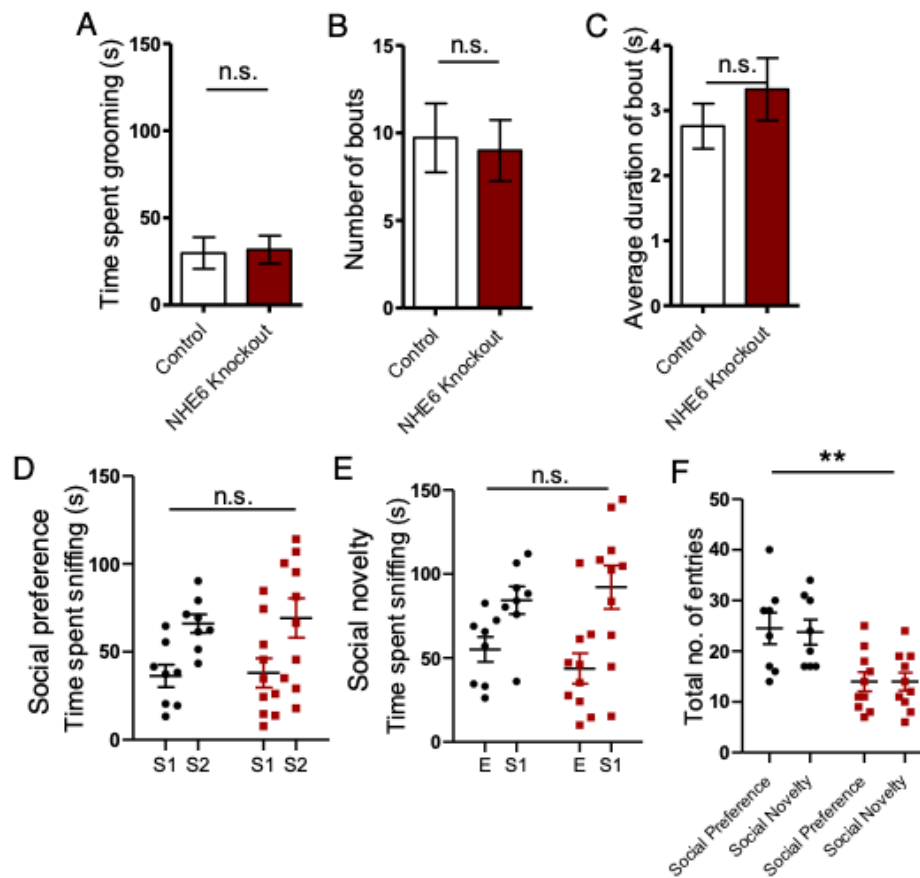 A
Time spent grooming (s)
150
100
50
0
n.s.
Control
NHE6 Knockout
B
Number of bouts
15
10
5
0
n.s.
Control
NHE6 Knockout
C
Average duration of bout (s)
4
3
2
1
0
n.s.
Control
NHE6 Knockout
D
Social preference
Time spent sniffing (s)
150
100
50
0
n.s.
S1 S2 S1 S2
E
Social novelty
Time spent sniffing (s)
150
100
50
0
n.s.
E S1 E S1
F
Total no. of entries
50
40
30
20
10
0
**
Social Preference
Social Novelty
Social Preference
Social Novelty